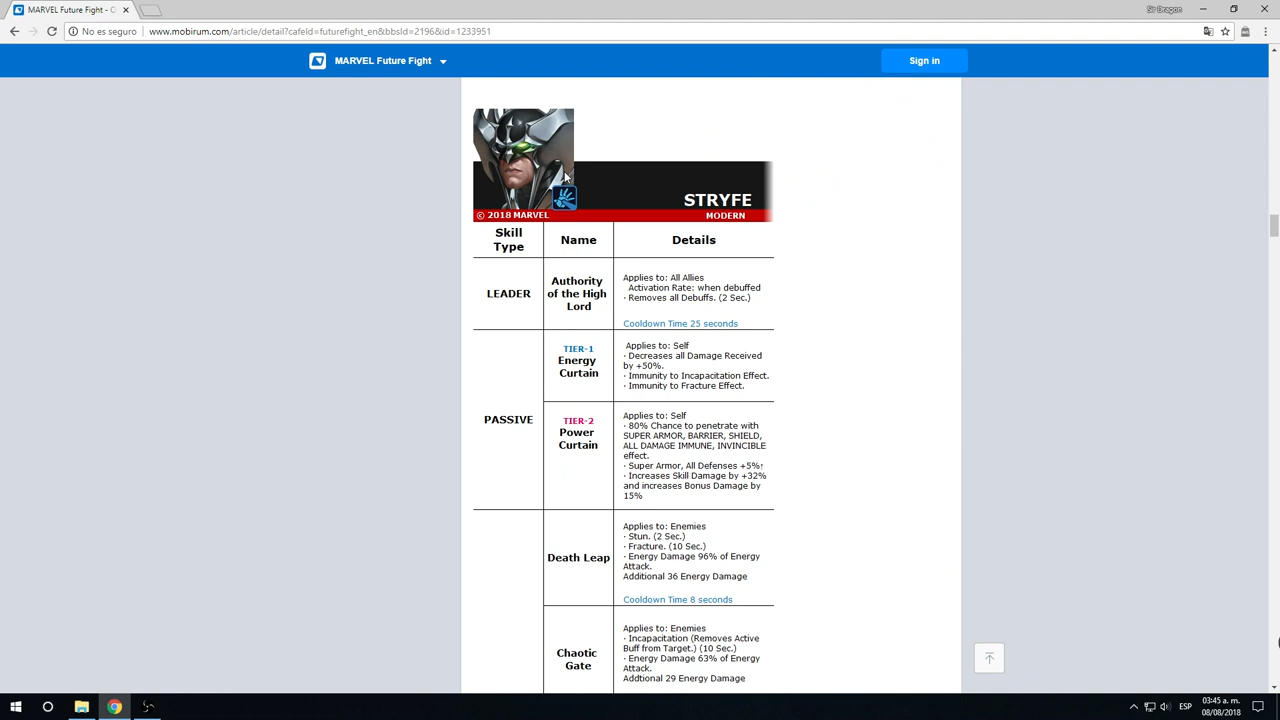 MARVEL Future Fight - C
Sir Dragon
No es seguro
www.mobirum.com/article/detail?cafeId=futurefight_en&bbsId=2196&id=1233951
MARVEL Future Fight
Sign in
STRYFE
© 2018 MARVEL
MODERN
Skill
Type
Name
Details
LEADER
Authority
of the High
Lord
Applies to: All Allies
Activation Rate: when debuffed
· Removes all Debuffs. (2 Sec.)
Cooldown Time 25 seconds
PASSIVE
TIER-1
Energy
Curtain
Applies to: Self
· Decreases all Damage Received
by +50%.
· Immunity to Incapacitation Effect.
· Immunity to Fracture Effect.
TIER-2
Power
Curtain
Applies to: Self
· 80% Chance to penetrate with
SUPER ARMOR, BARRIER, SHIELD,
ALL DAMAGE IMMUNE, INVINCIBLE
effect.
· Super Armor, All Defenses +5%↑
· Increases Skill Damage by +32%
and increases Bonus Damage by
15%
Death Leap
Applies to: Enemies
· Stun. (2 Sec.)
· Fracture. (10 Sec.)
· Energy Damage 96% of Energy
Attack.
Additional 36 Energy Damage
Cooldown Time 8 seconds
Chaotic
Gate
Applies to: Enemies
· Incapacitation (Removes Active
Buff from Target.) (10 Sec.)
· Energy Damage 63% of Energy
Attack.
Addtional 29 Energy Damage
ESP
03:45 a. m.
08/08/2018